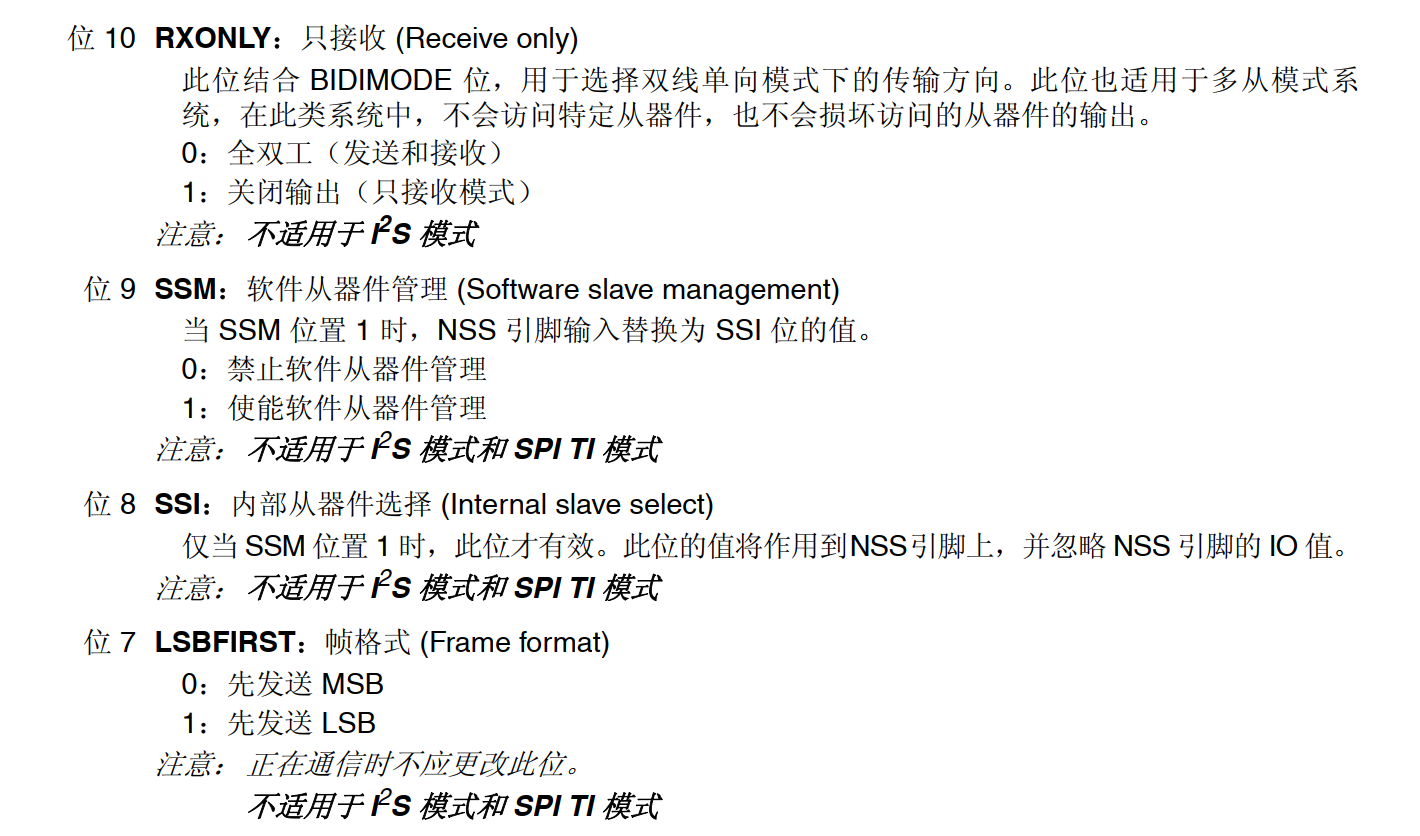 位 10 RXONLY：只接收 (Receive only)
此位结合 BIDIMODE 位，用于选择双线单向模式下的传输方向。此位也适用于多从模式系
统，在此类系统中，不会访问特定从器件，也不会损坏访问的从器件的输出。
0：全双工（发送和接收）
1：关闭输出（只接收模式）
注意： 不适用于 I²S 模式
位 9 SSM：软件从器件管理 (Software slave management)
当 SSM 位置 1 时，NSS 引脚输入替换为 SSI 位的值。
0：禁止软件从器件管理
1：使能软件从器件管理
注意： 不适用于 I²S 模式和 SPI TI 模式
位 8 SSI：内部从器件选择 (Internal slave select)
仅当 SSM 位置 1 时，此位才有效。此位的值将作用到NSS引脚上，并忽略 NSS 引脚的 IO 值。
注意： 不适用于 I²S 模式和 SPI TI 模式
位 7 LSBFIRST：帧格式 (Frame format)
0：先发送 MSB
1：先发送 LSB
注意： 正在通信时不应更改此位。
不适用于 I²S 模式和 SPI TI 模式